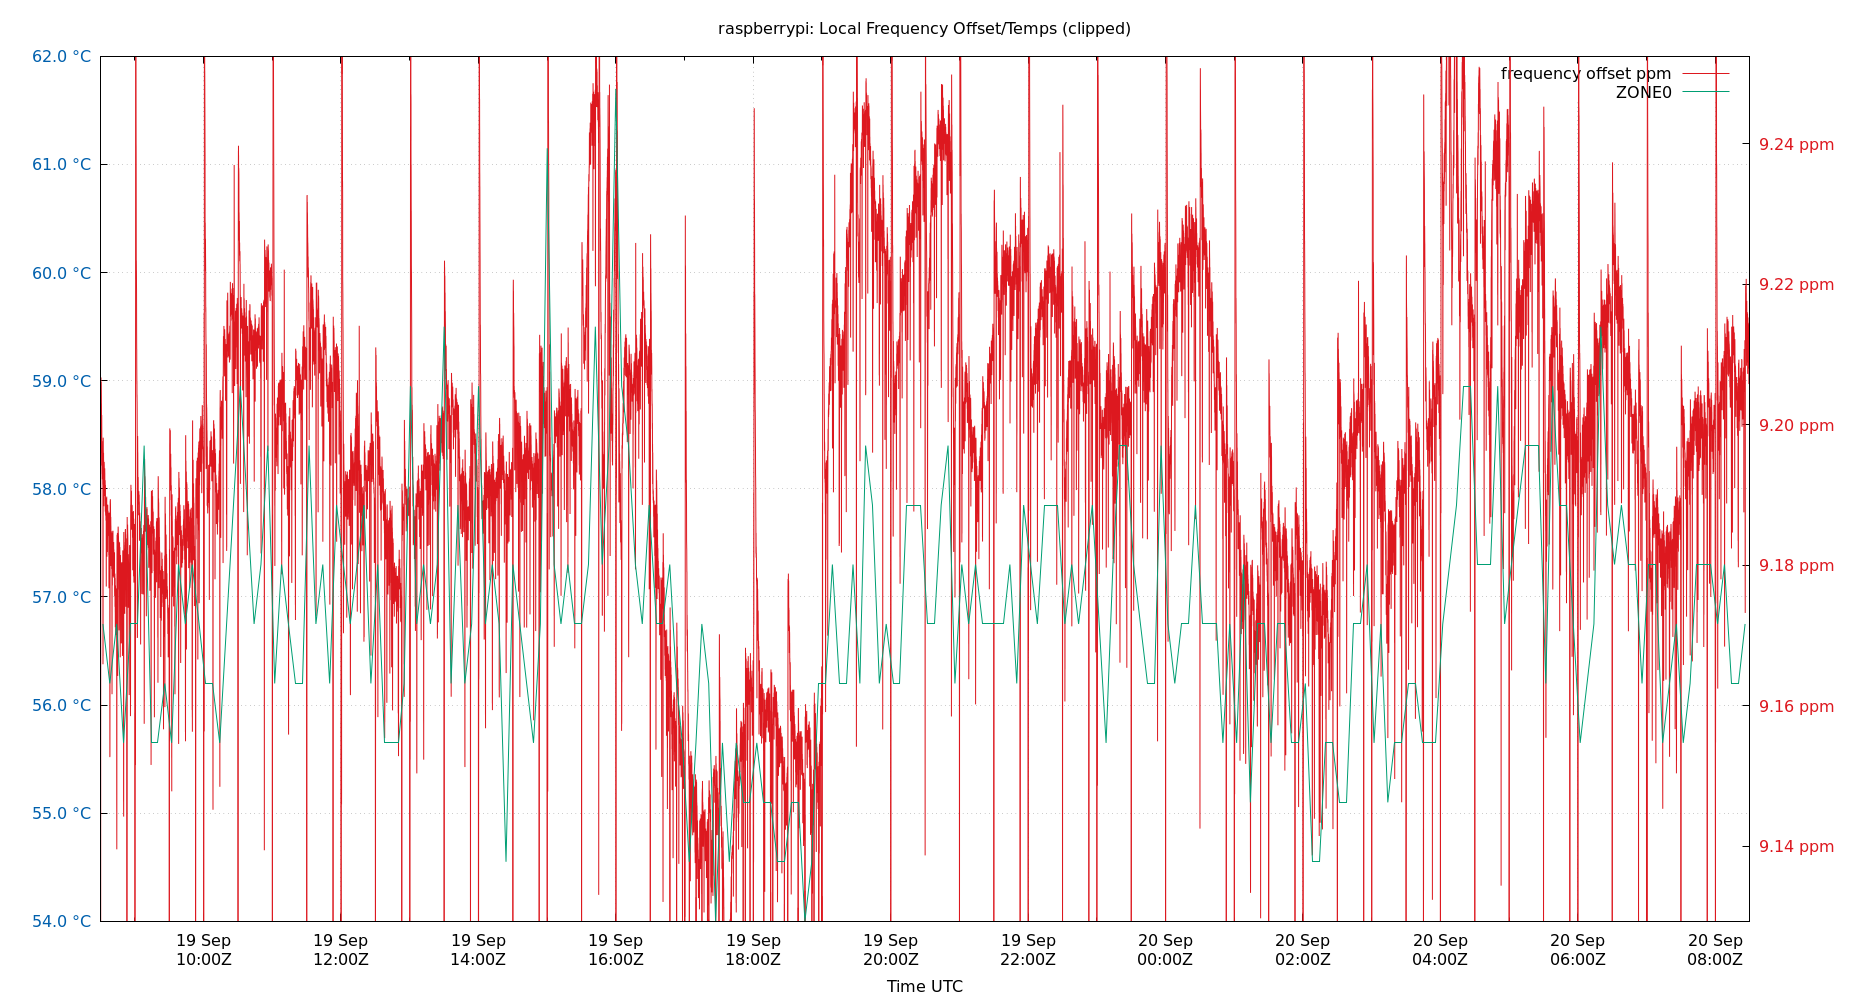 raspberrypi: Local Frequency Offset/Temps (clipped)
62.0 °C
61.0 °C
60.0 °C
59.0 °C
58.0 °C
57.0 °C
56.0 °C
55.0 °C
54.0 °C
frequency offset ppm
ZONE0
9.24 ppm
9.22 ppm
9.20 ppm
9.18 ppm
9.16 ppm
9.14 ppm
19 Sep 19 Sep 19 Sep 19 Sep 19 Sep 19 Sep 19 Sep 20 Sep 20 Sep 20 Sep 20 Sep 20 Sep
10:00Z 12:00Z 14:00Z 16:00Z 18:00Z 20:00Z 22:00Z 00:00Z 02:00Z 04:00Z 06:00Z 08:00Z
Time UTC